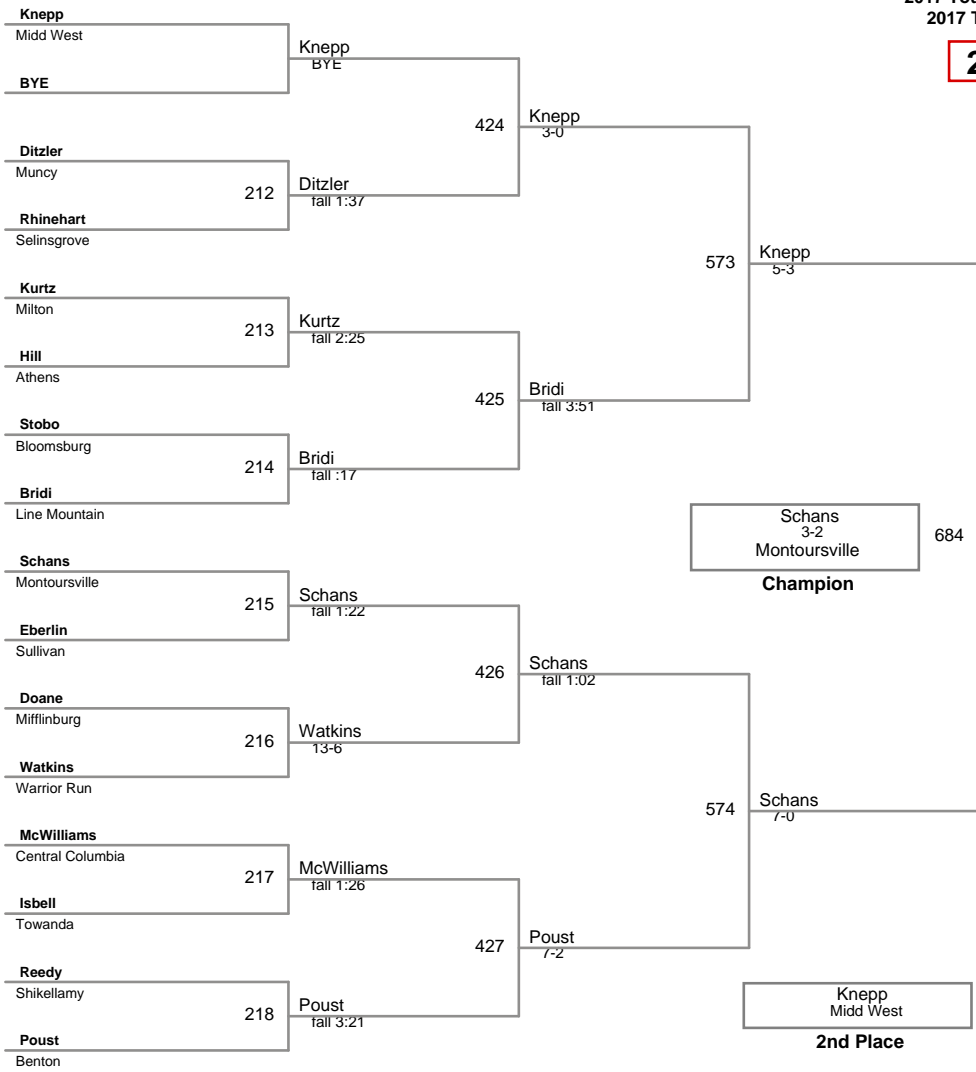 2017 T
2
Knepp
Midd West
BYE
Ditzler
Muncy
Rhinehart
Selinsgrove
Kurtz
Milton
Hill
Athens
Stobo
Bloomsburg
Bridi
Line Mountain
Schans
Montoursville
Eberlin
Sullivan
Doane
Mifflinburg
Watkins
Warrior Run
McWilliams
Central Columbia
Isbell
Towanda
Reedy
Shikellamy
Poust
Benton
212
213
214
215
216
217
218
Knepp
BYE
Ditzler
fall 1:37
Kurtz
fall 2:25
Bridi
fall :17
Schans
fall 1:22
Watkins
13-6
McWilliams
fall 1:26
Poust
fall 3:21
424
425
426
427
Knepp
3-0
Bridi
fall 3:51
Schans
fall 1:02
Poust
7-2
573
574
Knepp
5-3
Schans
7-0
Schans
3-2
Montoursville
684
Champion
Knepp
Midd West
2nd Place